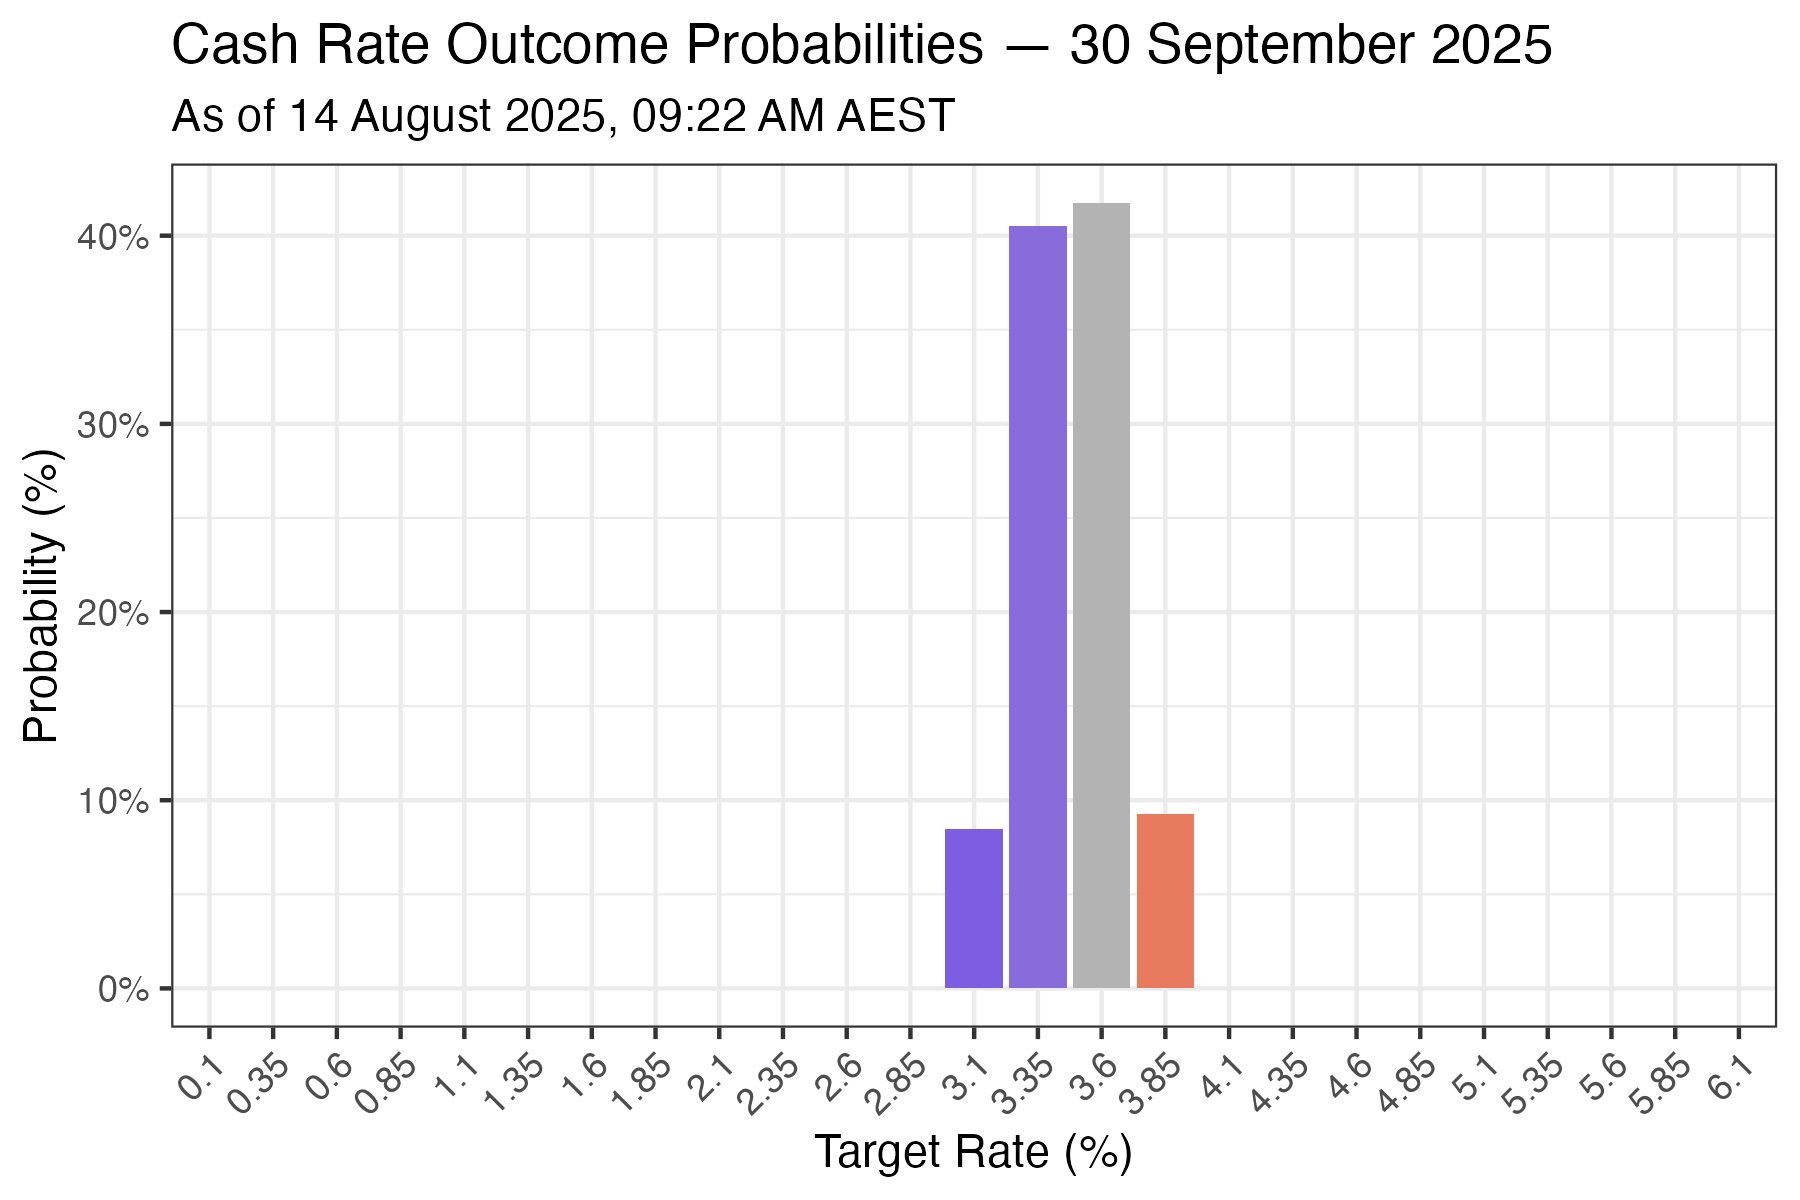 Cash Rate Outcome Probabilities — 30 September 2025
As of 14 August 2025, 09:22 AM AEST
Probability (%)
40%
30%
20%
10%
0%
0.1 0.35 0.6 0.85 1.1 1.35 1.6 1.85 2.1 2.35 2.6 2.85 3.1 3.35 3.6 3.85 4.1 4.35 4.6 4.85 5.1 5.35 5.6 5.85 6.1
Target Rate (%)